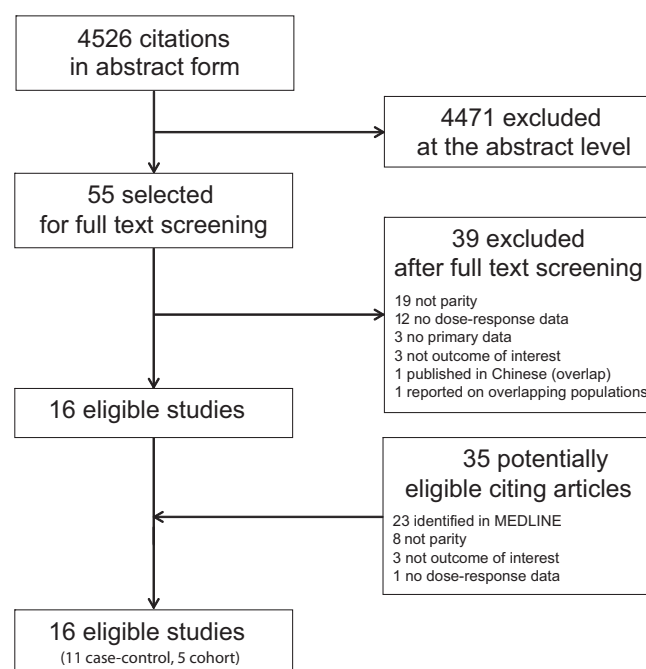 4526 citations
in abstract form
4471 excluded
at the abstract level
55 selected
for full text screening
39 excluded
after full text screening
19 not parity
12 no dose-response data
3 no primary data
3 not outcome of interest
1 published in Chinese (overlap)
1 reported on overlapping populations
16 eligible studies
35 potentially
eligible citing articles
23 identified in MEDLINE
8 not parity
3 not outcome of interest
1 no dose-response data
16 eligible studies
(11 case-control, 5 cohort)